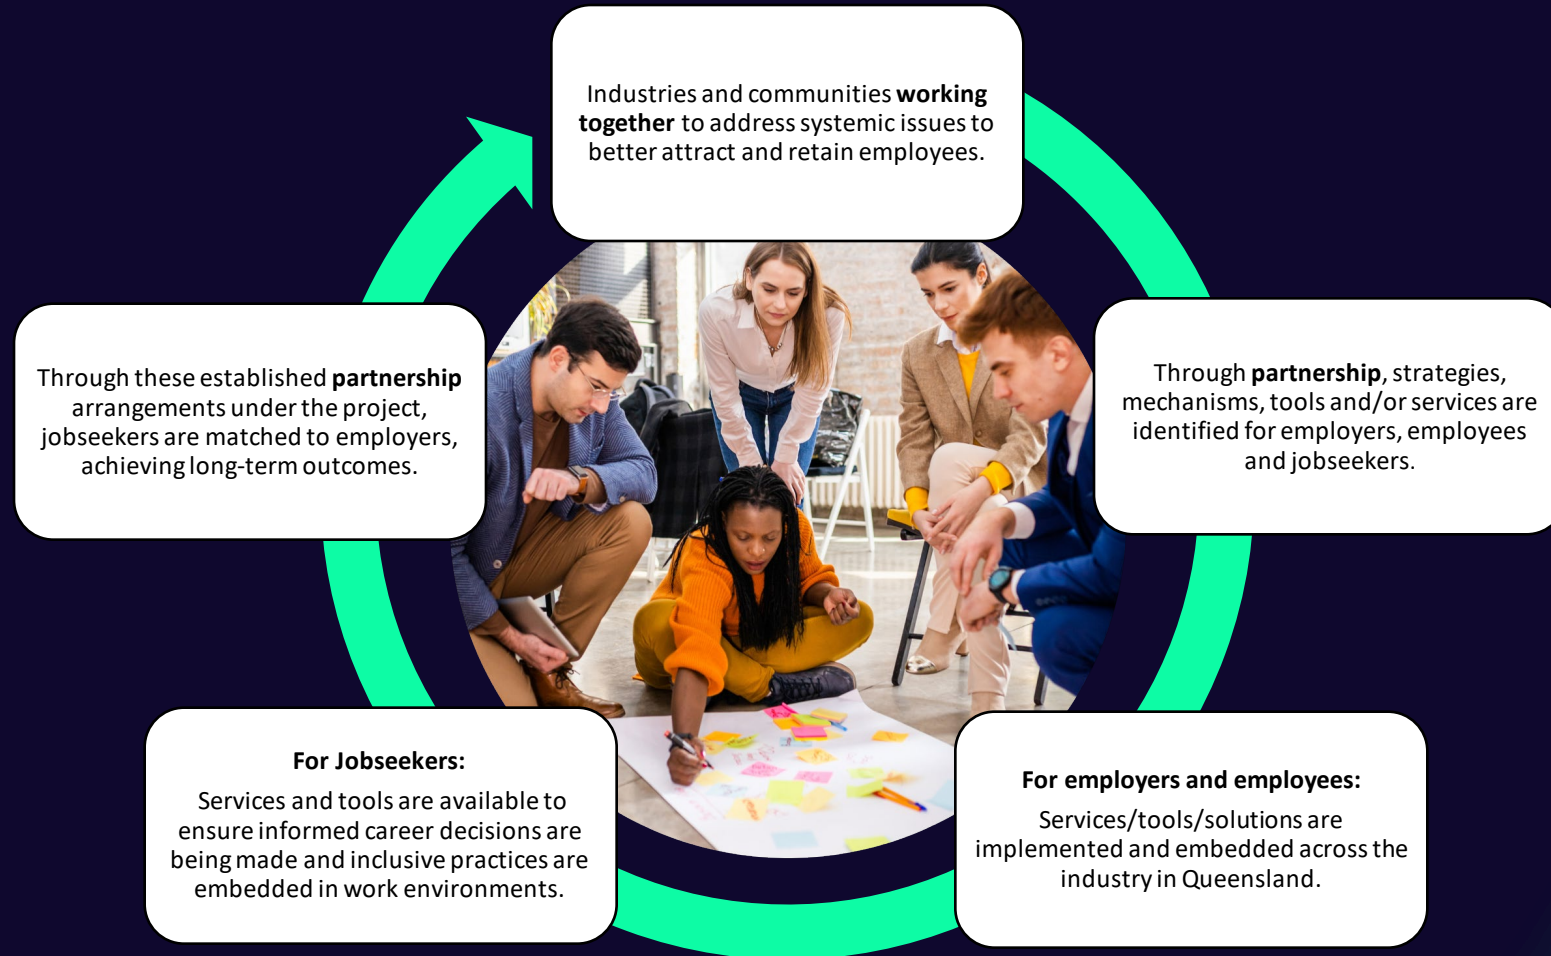 Industries and communities working
together to address systemic issues to
better attract and retain employees.
Through partnership, strategies,
mechanisms, tools and/or services are
identified for employers, employees
and jobseekers.
For employers and employees:
Services/tools/solutions are
implemented and embedded across the
industry in Queensland.
For Jobseekers:
Services and tools are available to
ensure informed career decisions are
being made and inclusive practices are
embedded in work environments.
Through these established partnership
arrangements under the project,
jobseekers are matched to employers,
achieving long-term outcomes.